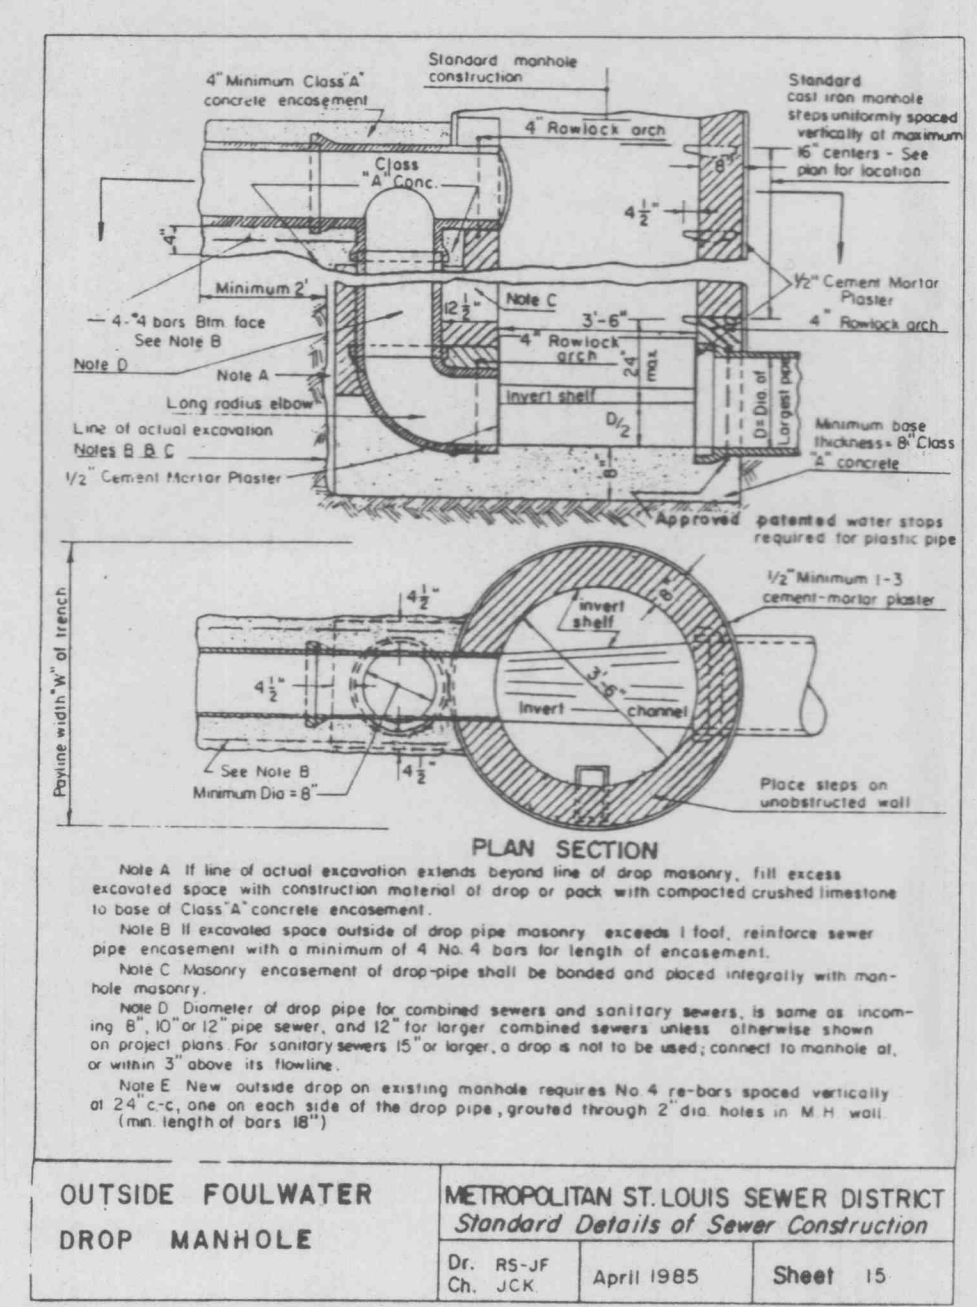 Standard manhole
construction
4" Minimum Class "A"
concrete encasement
Standard
cast iron manhole
steps uniformly spaced
vertically at maximum
16" centers - See
plan for location
4" Rowlock arch
8"
Class
"A" Conc.
4 1/2"
4"
Minimum 2'
1/2" Cement Mortar
Plaster
12 1/2"
Note C
3'-6"
4" Rowlock arch
4-#4 bars Btm. face
See Note B
4" Rowlock
arch
24"
max.
Note D
Note A
Long radius elbow
Invert shelf
D/2
D=Dia. of
Largest pipe
Line of actual excavation
Notes B & C
Minimum base
thickness = 8" Class
"A" concrete
1/2" Cement Mortar Plaster
8"
Approved patented water stops
required for plastic pipe
Payline width "W" of trench
4 1/2"
8"
1/2" Minimum 1-3
cement-mortar plaster
invert
shelf
3'-6"
4 1/2"
Invert channel
4 1/2"
See Note B
Minimum Dia = 8"
Place steps on
unobstructed wall
PLAN SECTION
Note A If line of actual excavation extends beyond line of drop masonry, fill excess
excavated space with construction material of drop or pack with compacted crushed limestone
to base of Class "A" concrete encasement.
Note B If excavated space outside of drop pipe masonry exceeds 1 foot, reinforce sewer
pipe encasement with a minimum of 4 No. 4 bars for length of encasement.
Note C Masonry encasement of drop-pipe shall be bonded and placed integrally with man-
hole masonry.
Note D Diameter of drop pipe for combined sewers and sanitary sewers, is same as incom-
ing 8", 10" or 12" pipe sewer, and 12" for larger combined sewers unless otherwise shown
on project plans. For sanitary sewers 15" or larger, a drop is not to be used; connect to manhole at,
or within 3" above its flowline.
Note E New outside drop on existing manhole requires No 4 re-bars spaced vertically
at 24" c-c, one on each side of the drop pipe, grouted through 2" dia. holes in M H wall
(min. length of bars 18")
OUTSIDE FOULWATER
DROP MANHOLE
METROPOLITAN ST. LOUIS SEWER DISTRICT
Standard Details of Sewer Construction
Dr. RS-JF
Ch. JCK
April 1985
Sheet 15